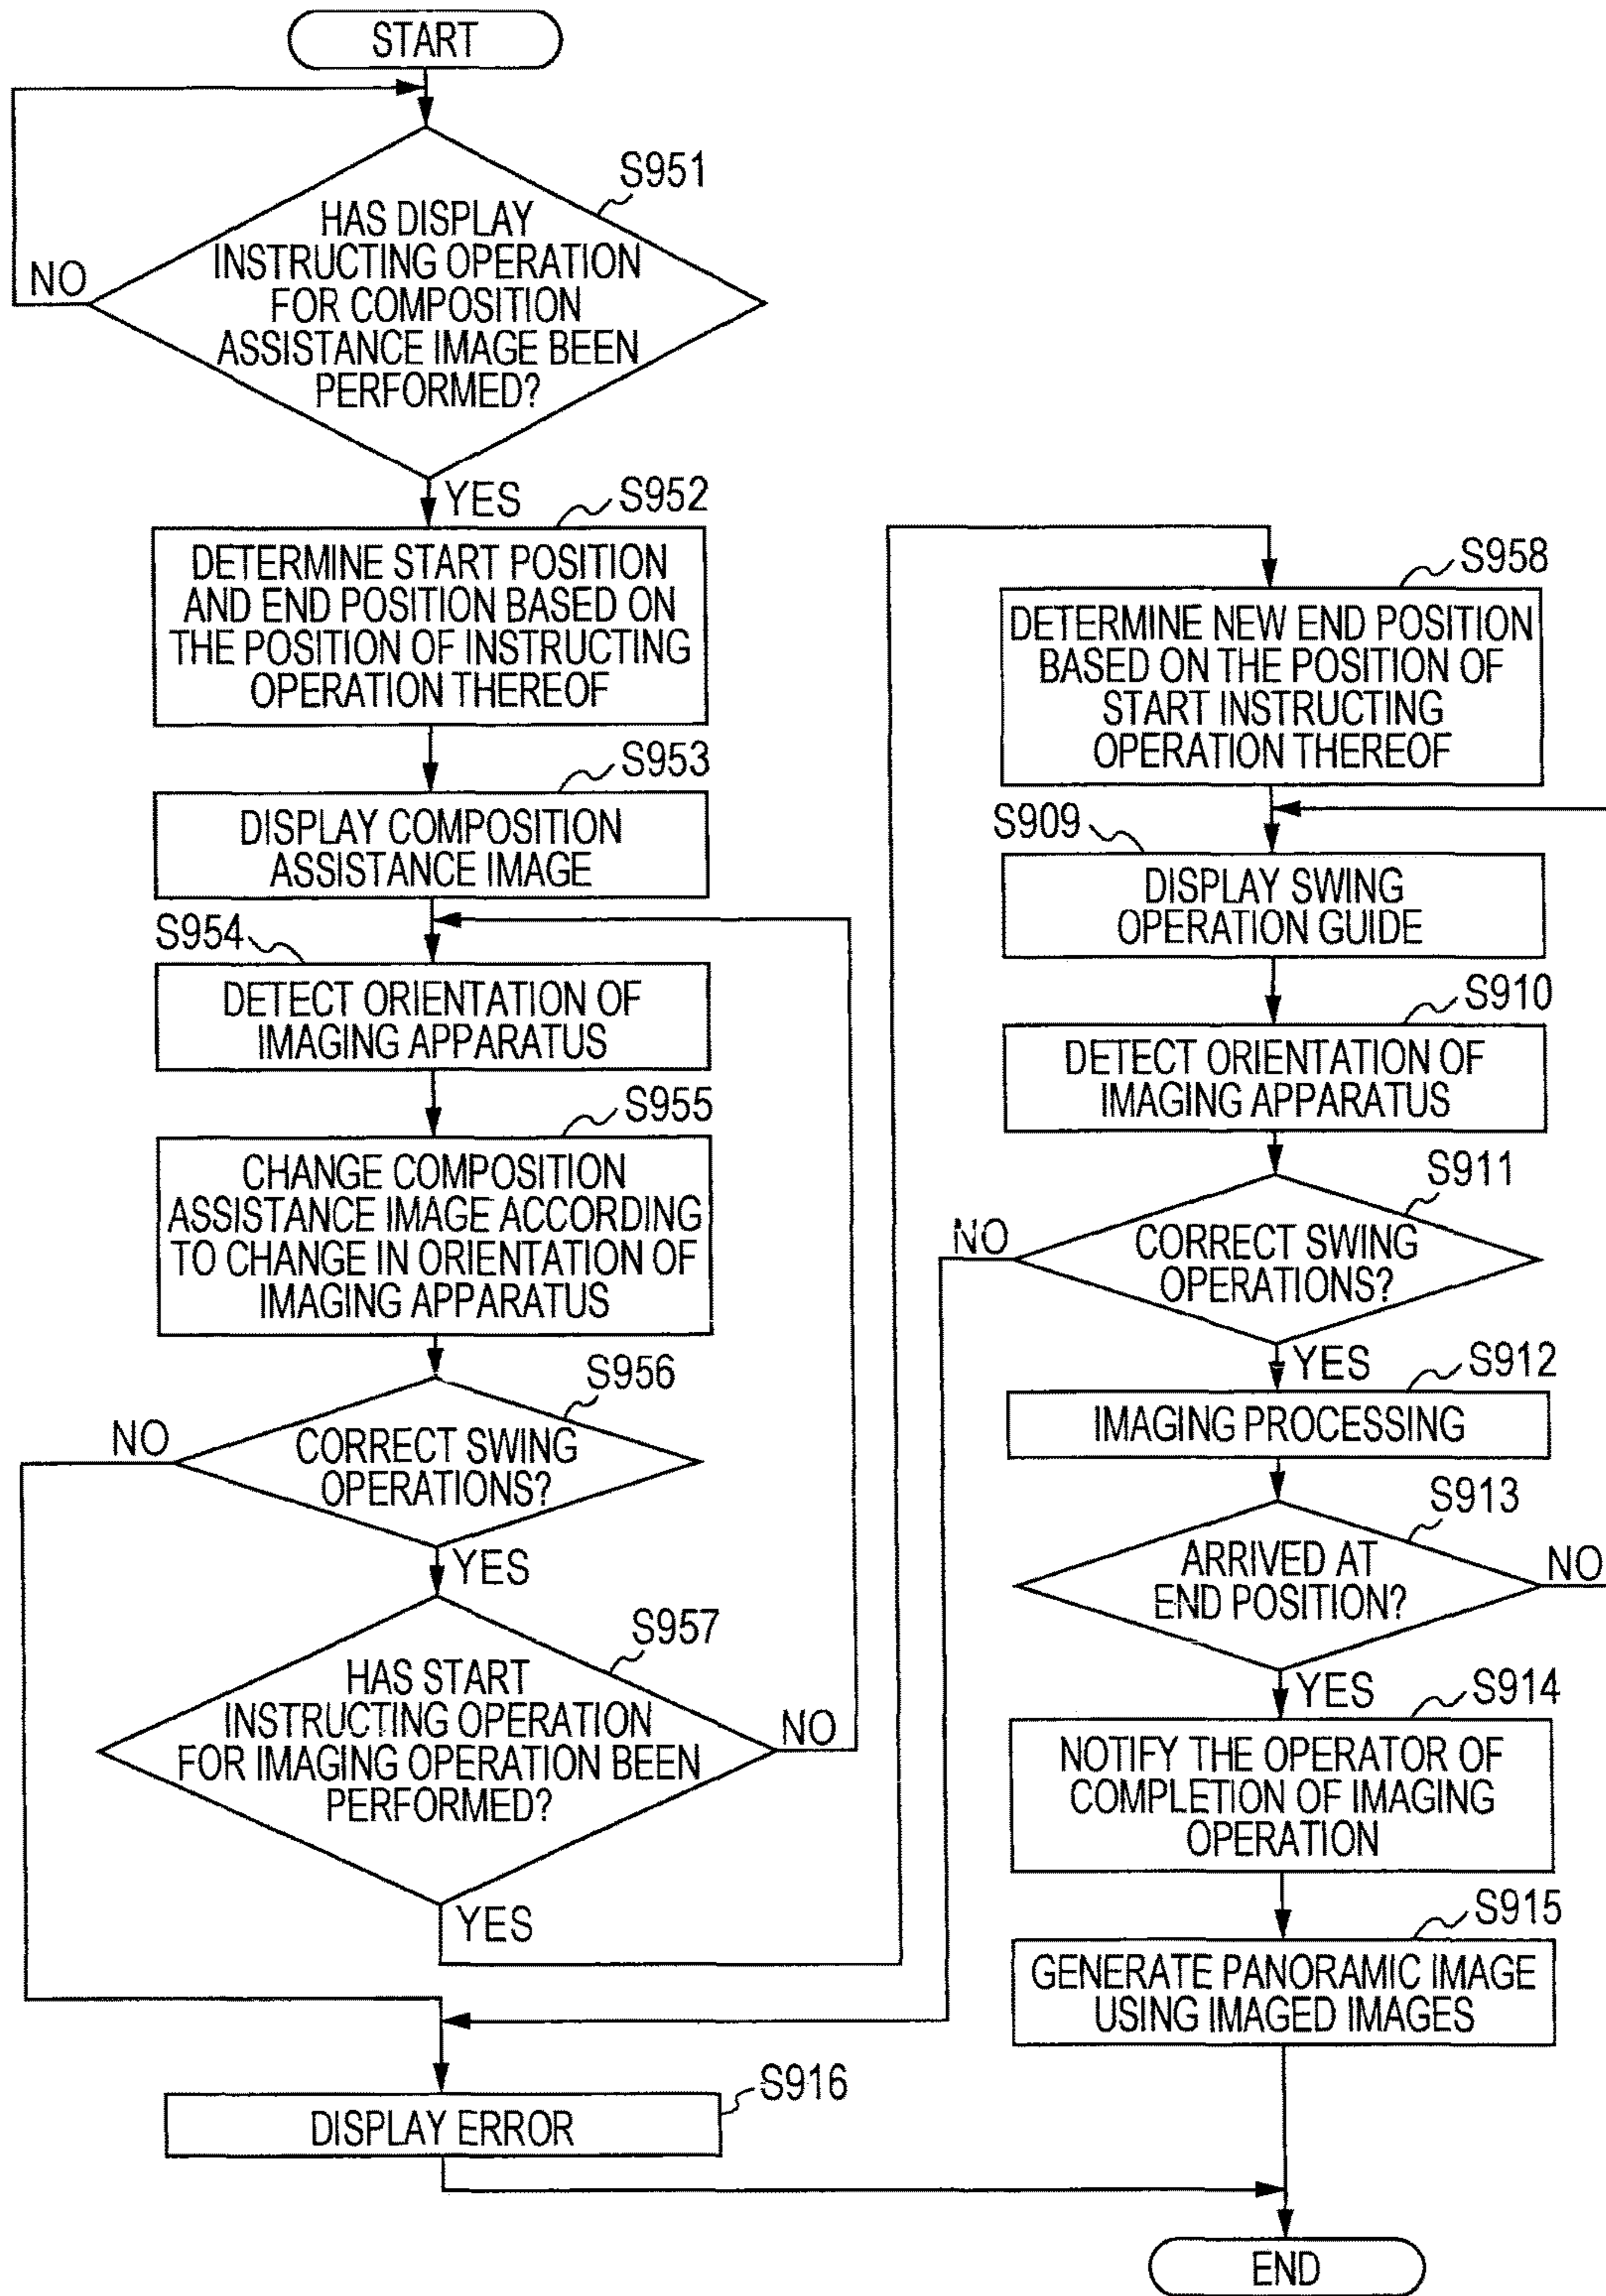 START
S951
HAS DISPLAY
INSTRUCTING OPERATION
FOR COMPOSITION
ASSISTANCE IMAGE BEEN
PERFORMED?
NO
YES
S952
DETERMINE START POSITION
AND END POSITION BASED ON
THE POSITION OF INSTRUCTING
OPERATION THEREOF
S953
DISPLAY COMPOSITION
ASSISTANCE IMAGE
S954
DETECT ORIENTATION OF
IMAGING APPARATUS
S955
CHANGE COMPOSITION
ASSISTANCE IMAGE ACCORDING
TO CHANGE IN ORIENTATION OF
IMAGING APPARATUS
S956
NO
CORRECT SWING
OPERATIONS?
YES
S957
HAS START
INSTRUCTING OPERATION
FOR IMAGING OPERATION BEEN
PERFORMED?
NO
YES
S958
DETERMINE NEW END POSITION
BASED ON THE POSITION OF
START INSTRUCTING
OPERATION THEREOF
S909
DISPLAY SWING
OPERATION GUIDE
S910
DETECT ORIENTATION OF
IMAGING APPARATUS
S911
NO
CORRECT SWING
OPERATIONS?
YES
S912
IMAGING PROCESSING
S913
ARRIVED AT
END POSITION?
NO
YES
S914
NOTIFY THE OPERATOR OF
COMPLETION OF IMAGING
OPERATION
S915
GENERATE PANORAMIC IMAGE
USING IMAGED IMAGES
S916
DISPLAY ERROR
END